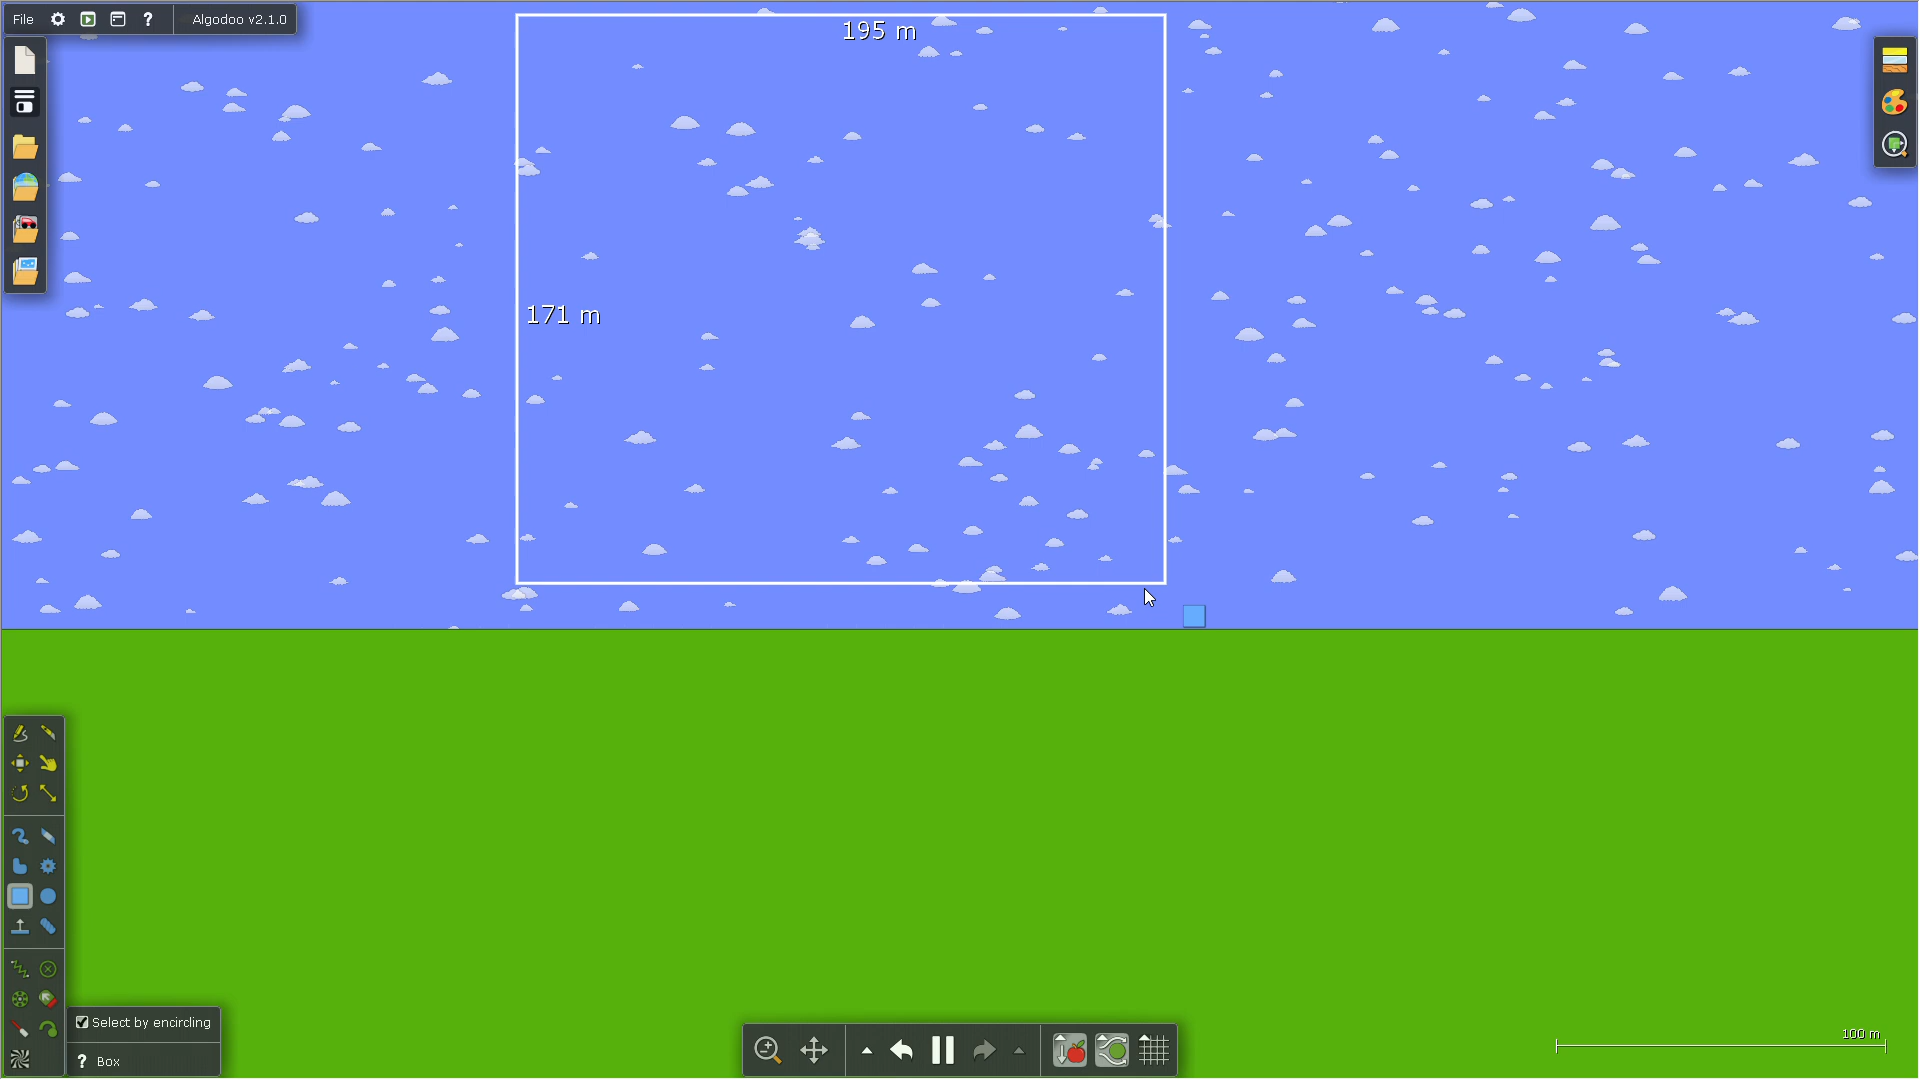 File ? Algodoo v2.1.0
195 m
171 m
Select by encircling
? Box
100 m